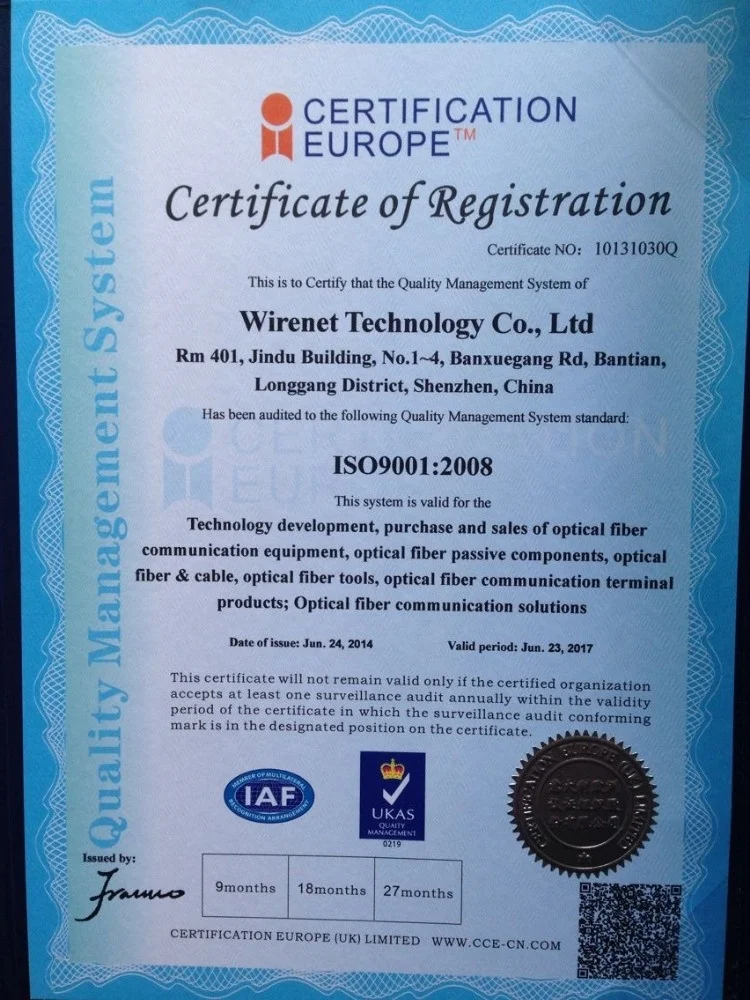 CERTIFICATION
EUROPE™
Certificate of Registration
Certificate NO: 10131030Q
This is to Certify that the Quality Management System of
Wirenet Technology Co., Ltd
Rm 401, Jindu Building, No.1~4, Banxuegang Rd, Bantian,
Longgang District, Shenzhen, China
Has been audited to the following Quality Management System standard:
ISO9001:2008
This system is valid for the
Technology development, purchase and sales of optical fiber
communication equipment, optical fiber passive components, optical
fiber & cable, optical fiber tools, optical fiber communication terminal
products; Optical fiber communication solutions
Date of issue: Jun. 24, 2014 Valid period: Jun. 23, 2017
This certificate will not remain valid only if the certified organization
accepts at least one surveillance audit annually within the validity
period of the certificate in which the surveillance audit conforming
mark is in the designated position on the certificate.
Quality Management System
MEMBER OF MULTILATERAL
IAF
RECOGNITION ARRANGEMENT
UKAS
QUALITY
MANAGEMENT
0219
Issued by:
9months 18months 27months
CERTIFICATION EUROPE (UK) LIMITED WWW.CCE-CN.COM